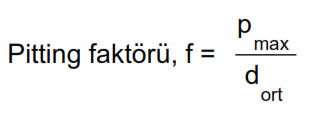 Pitting faktörü, f = p_max / d_ort